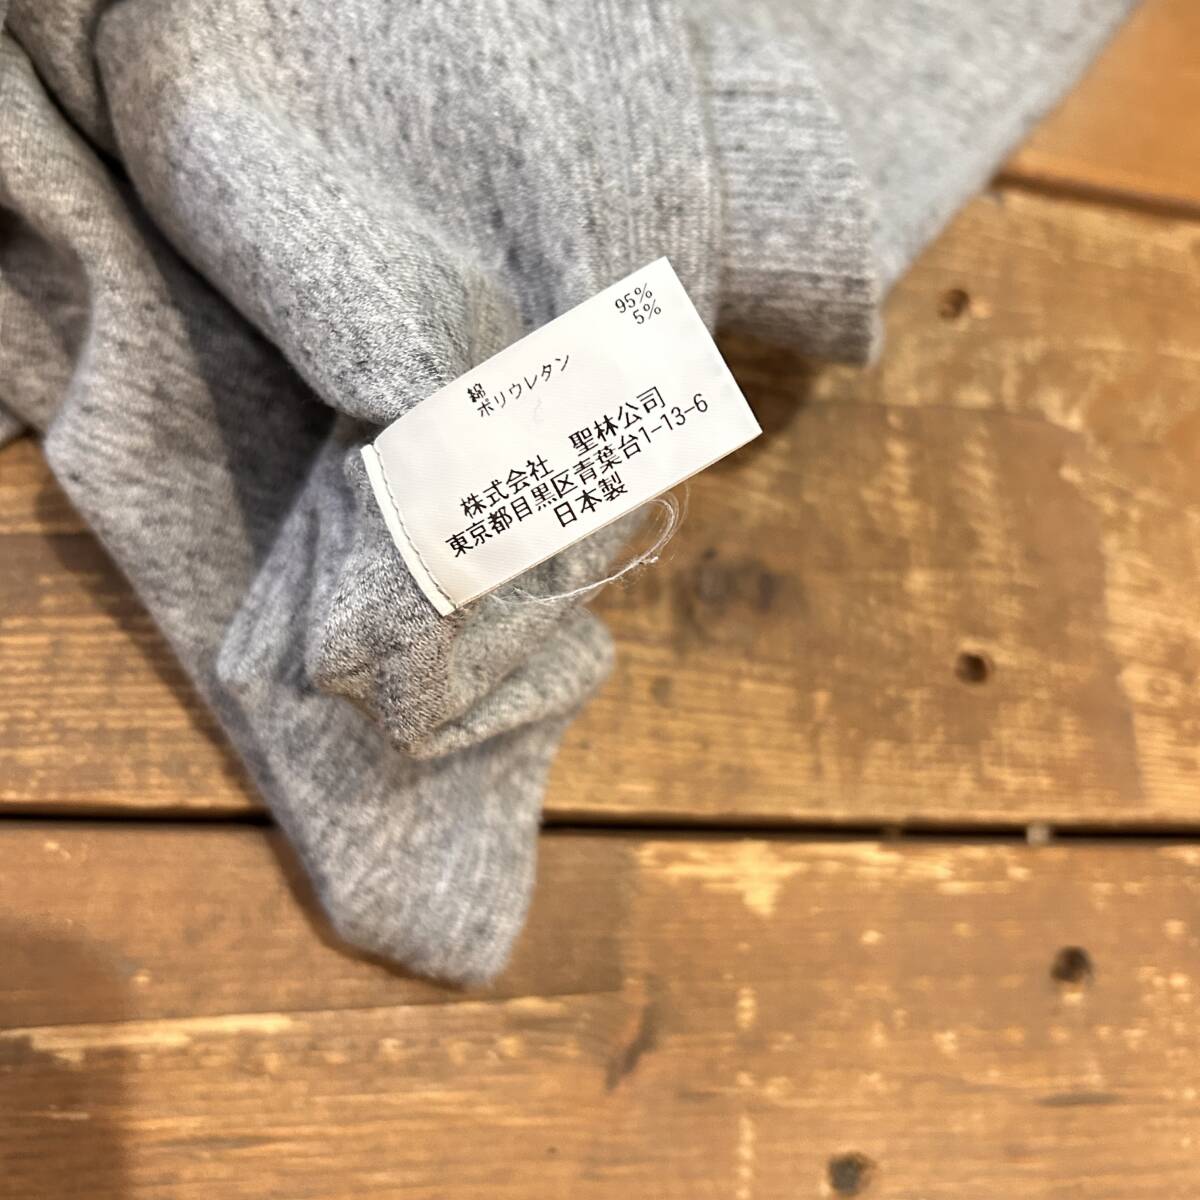 綿 95%
ポリウレタン 5%
株式会社 聖林公司
東京都目黒区青葉台1-13-6
日本製